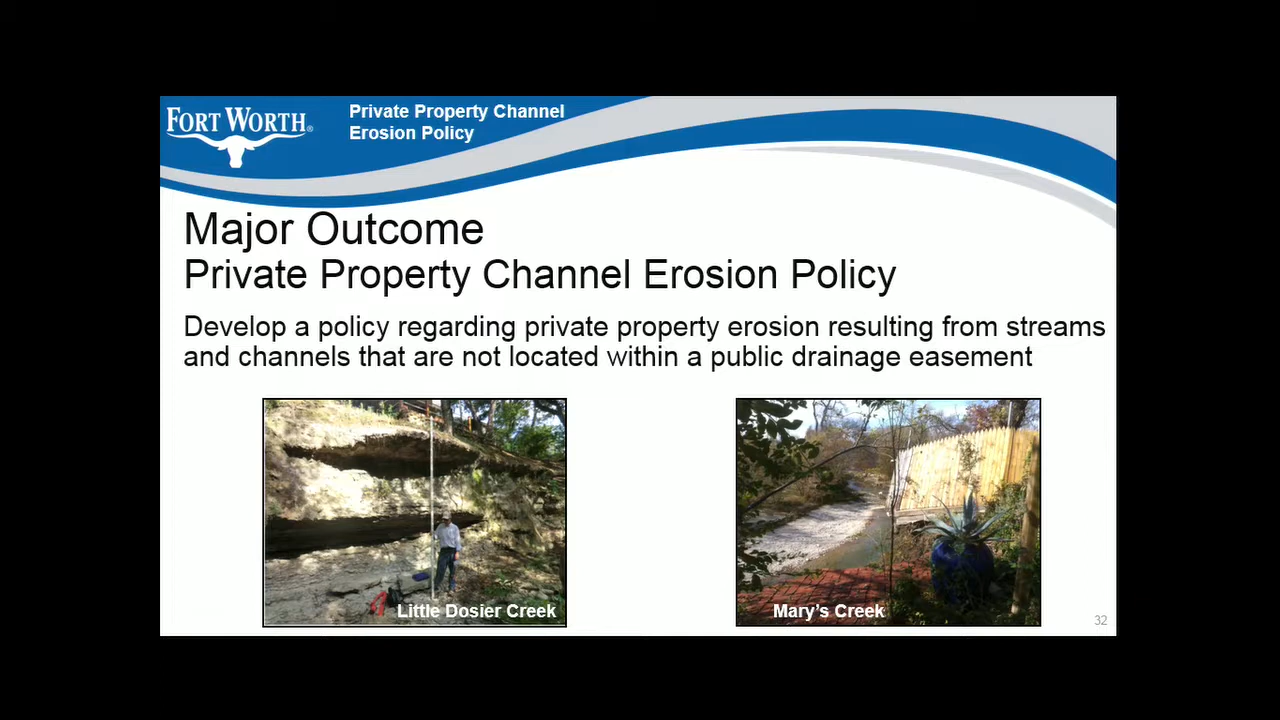 FORT WORTH®
Private Property Channel
Erosion Policy
Major Outcome
Private Property Channel Erosion Policy
Develop a policy regarding private property erosion resulting from streams
and channels that are not located within a public drainage easement
Little Dosier Creek
Mary's Creek
32